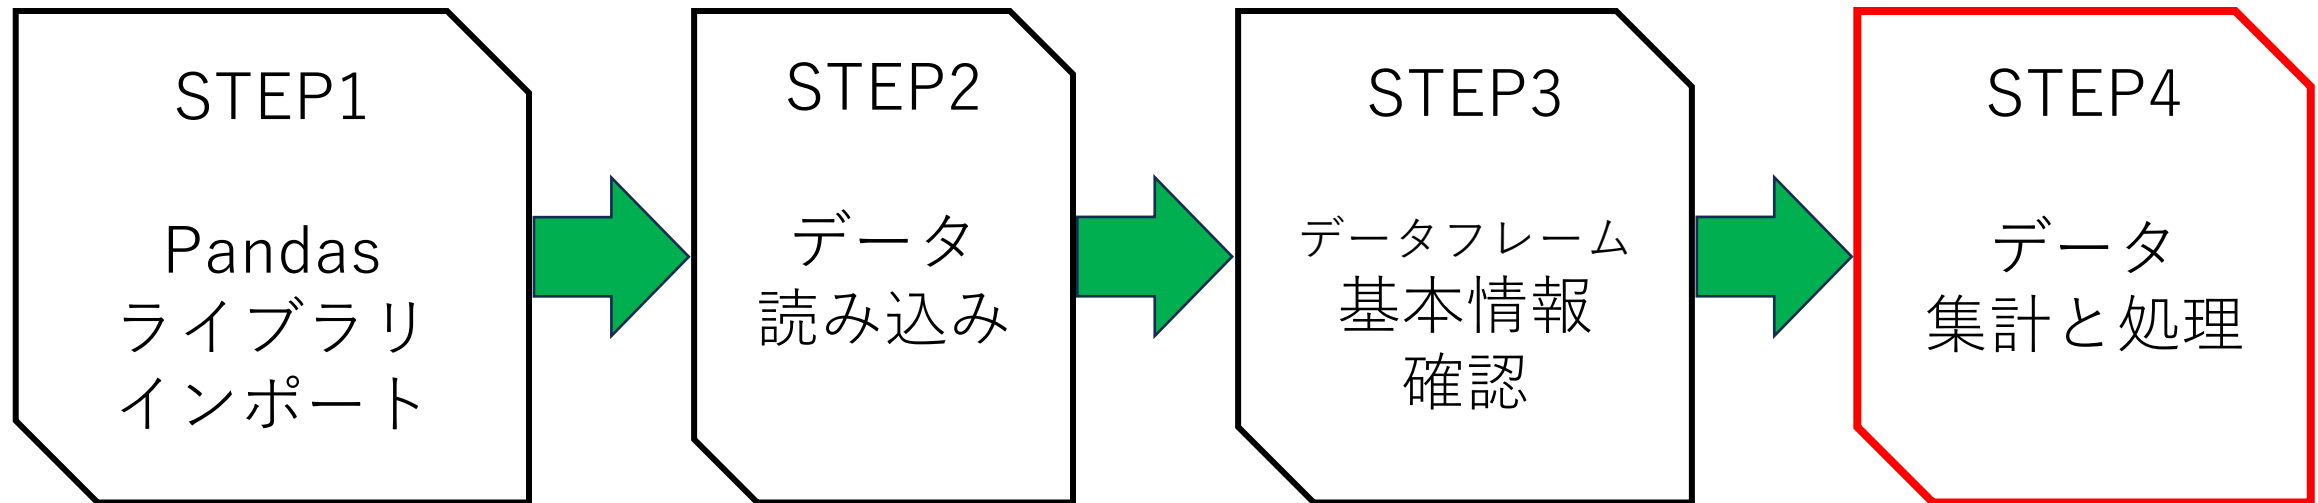 STEP1
Pandas
ライブラリ
インポート
STEP2
データ
読み込み
STEP3
データフレーム
基本情報
確認
STEP4
データ
集計と処理